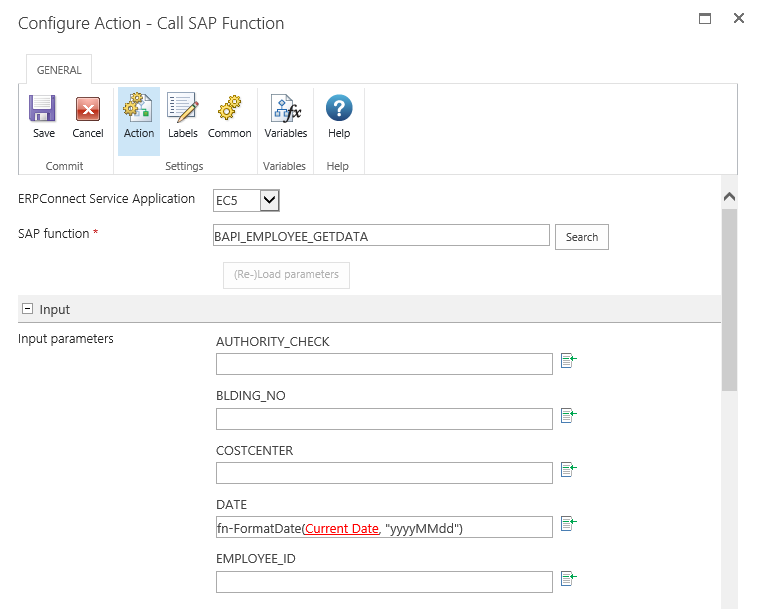 Configure Action - Call SAP Function
GENERAL
Save
Cancel
Action
Labels
Common
Variables
Help
Commit
Settings
Variables
Help
ERPConnect Service Application
EC5
SAP function *
BAPI_EMPLOYEE_GETDATA
Search
(Re-)Load parameters
Input
Input parameters
AUTHORITY_CHECK
BLDING_NO
COSTCENTER
DATE
fn-FormatDate(Current Date, "yyyyMMdd")
EMPLOYEE_ID